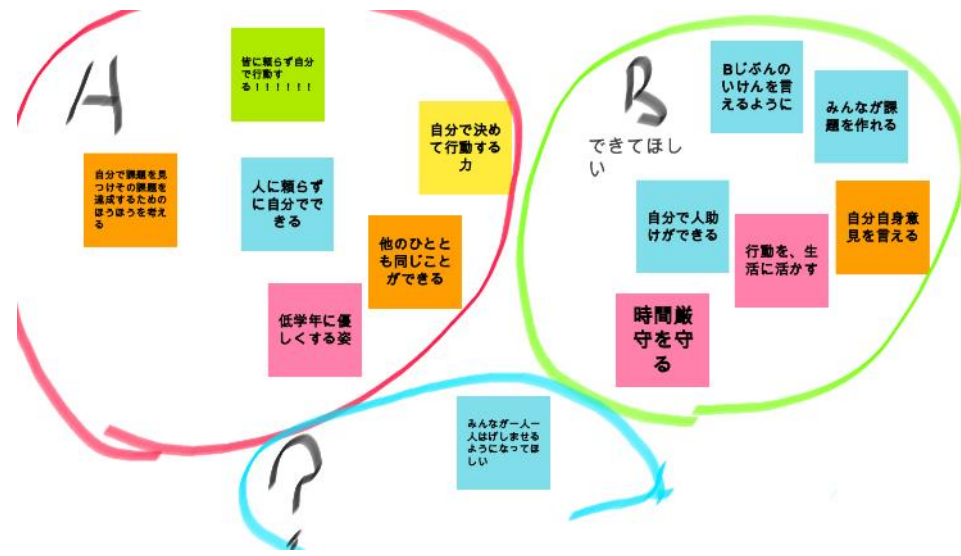 A
皆に頼らず自分
で行動す
る！！！！！！
自分で決め
て行動する
力
自分で課題を見
つけその課題を
達成するための
ほうほうを考え
る
人に頼らず
に自分でで
きる
他のひとと
も同じこと
ができる
低学年に優
しくする姿
B
できてほし
い
Bじぶんの
いけんを言
えるように
みんなが課
題を作れる
自分で人助
けができる
行動を、生
活に活かす
自分自身意
見を言える
時間厳
守を守
る
?
みんなが一人一
人はげしませる
ようになってほ
しい